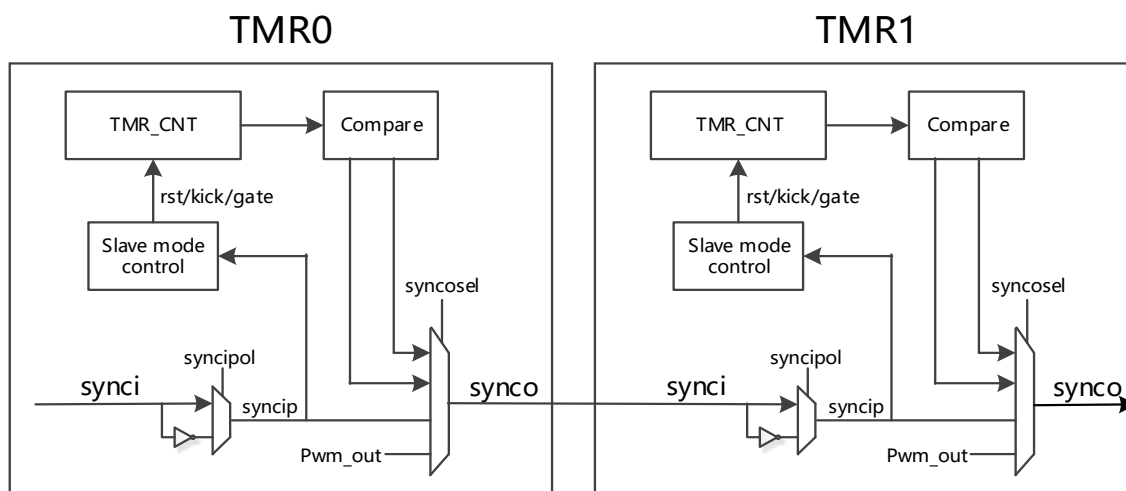 TMR0
TMR1
TMR_CNT
Compare
rst/kick/gate
Slave mode
control
syncosel
syncipol
synci
syncip
synco
Pwm_out
TMR_CNT
Compare
rst/kick/gate
Slave mode
control
syncosel
syncipol
synci
syncip
synco
Pwm_out